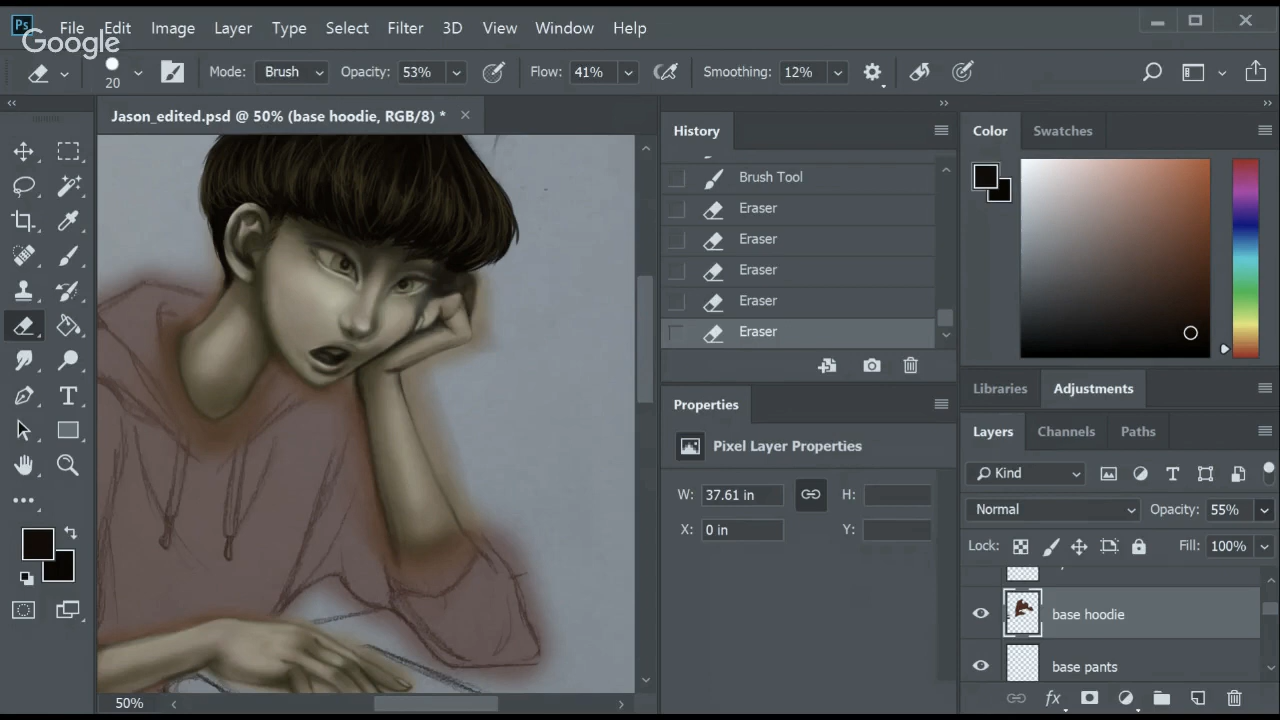 Ps File Edit Image Layer Type Select Filter 3D View Window Help
Google
20 Mode: Brush Opacity: 53% Flow: 41% Smoothing: 12%
Jason_edited.psd @ 50% (base hoodie, RGB/8) *
History
Brush Tool
Eraser
Eraser
Eraser
Eraser
Eraser
Properties
Pixel Layer Properties
W: 37.61 in H:
X: 0 in Y:
Color Swatches
Libraries Adjustments
Layers Channels Paths
Kind
Normal Opacity: 55%
Lock: Fill: 100%
base hoodie
base pants
fx
50%